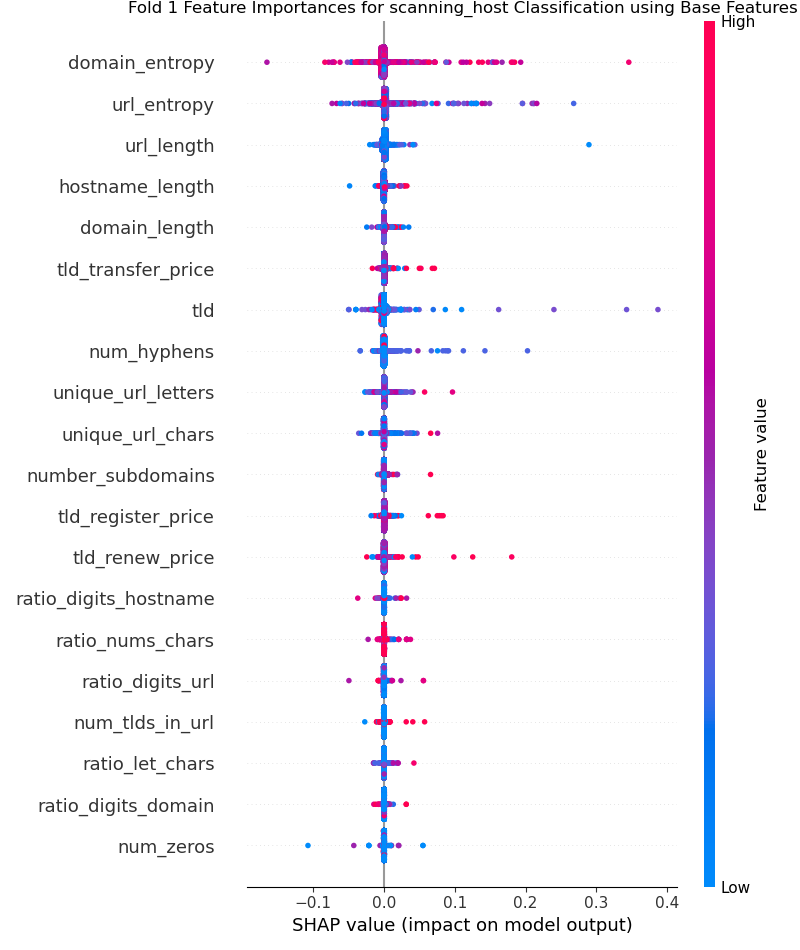 Fold 1 Feature Importances for scanning_host Classification using Base Features
High
domain_entropy
url_entropy
url_length
hostname_length
domain_length
tld_transfer_price
tld
num_hyphens
unique_url_letters
unique_url_chars
number_subdomains
tld_register_price
tld_renew_price
ratio_digits_hostname
ratio_nums_chars
ratio_digits_url
num_tlds_in_url
ratio_let_chars
ratio_digits_domain
num_zeros
Feature value
Low
−0.1 0.0 0.1 0.2 0.3 0.4
SHAP value (impact on model output)